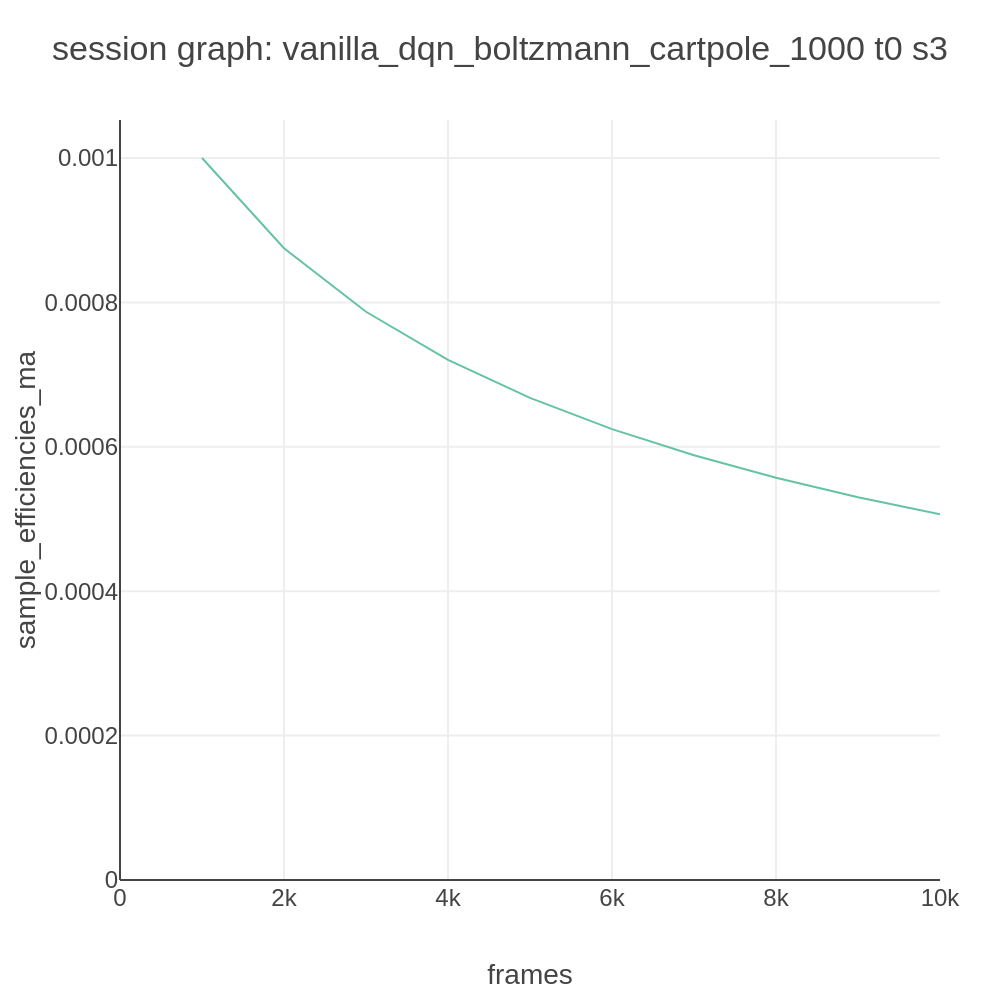 session graph: vanilla_dqn_boltzmann_cartpole_1000 t0 s3
sample_efficiencies_ma
0.001
0.0008
0.0006
0.0004
0.0002
0
0 2k 4k 6k 8k 10k
frames